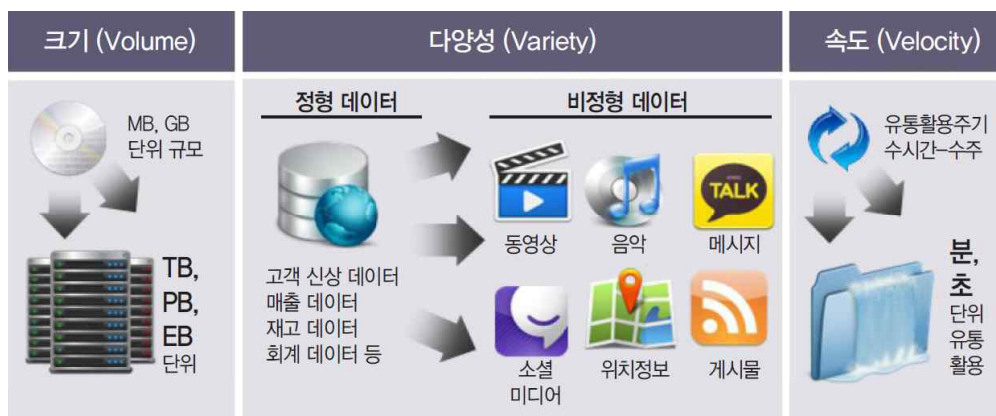 크기 (Volume)
MB, GB
단위 규모
TB,
PB,
EB
단위
다양성 (Variety)
정형 데이터
고객 신상 데이터
매출 데이터
재고 데이터
회계 데이터 등
비정형 데이터
동영상
음악
TALK
메시지
소셜
미디어
위치정보
게시물
속도 (Velocity)
유통활용주기
수시간–수주
분,
초
단위
유통
활용